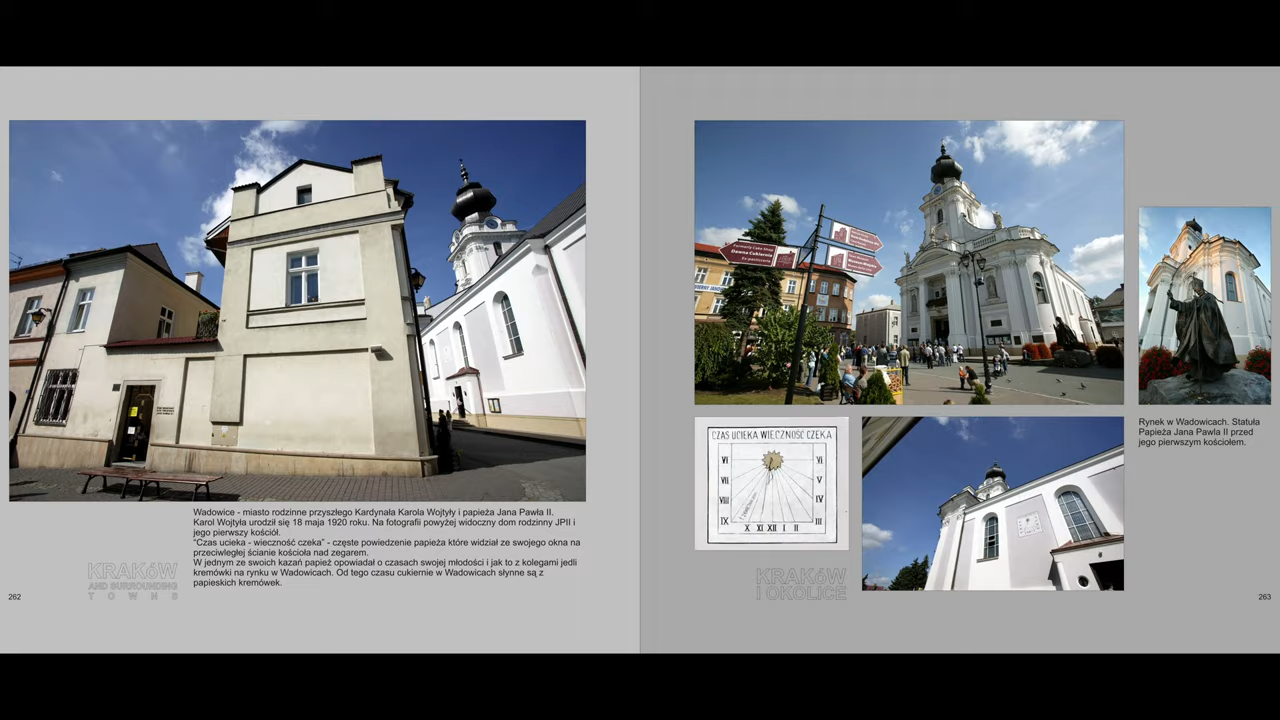 Wadowice - miasto rodzinne przyszłego Kardynała Karola Wojtyły i papieża Jana Pawła II.
Karol Wojtyła urodził się 18 maja 1920 roku. Na fotografii powyżej widoczny dom rodzinny JPII i
jego pierwszy kościół.
"Czas ucieka - wieczność czeka" - częste powiedzenie papieża które widział ze swojego okna na
przeciwległej ścianie kościoła nad zegarem.
W jednym ze swoich kazań papież opowiadał o czasach swojej młodości i jak to z kolegami jedli
kremówki na rynku w Wadowicach. Od tego czasu cukiernie w Wadowicach słynne są z
papieskich kremówek.
KRAKóW
AND SURROUNDING
TOWNS
262
Dawna Cukiernia
CZAS UCIEKA WIECZNOŚĆ CZEKA
VI VI
VII V
VIII IV
IX III
X XI XII I II
Rynek w Wadowicach. Statuła
Papieża Jana Pawla II przed
jego pierwszym kościołem.
KRAKóW
I OKOLICE
263